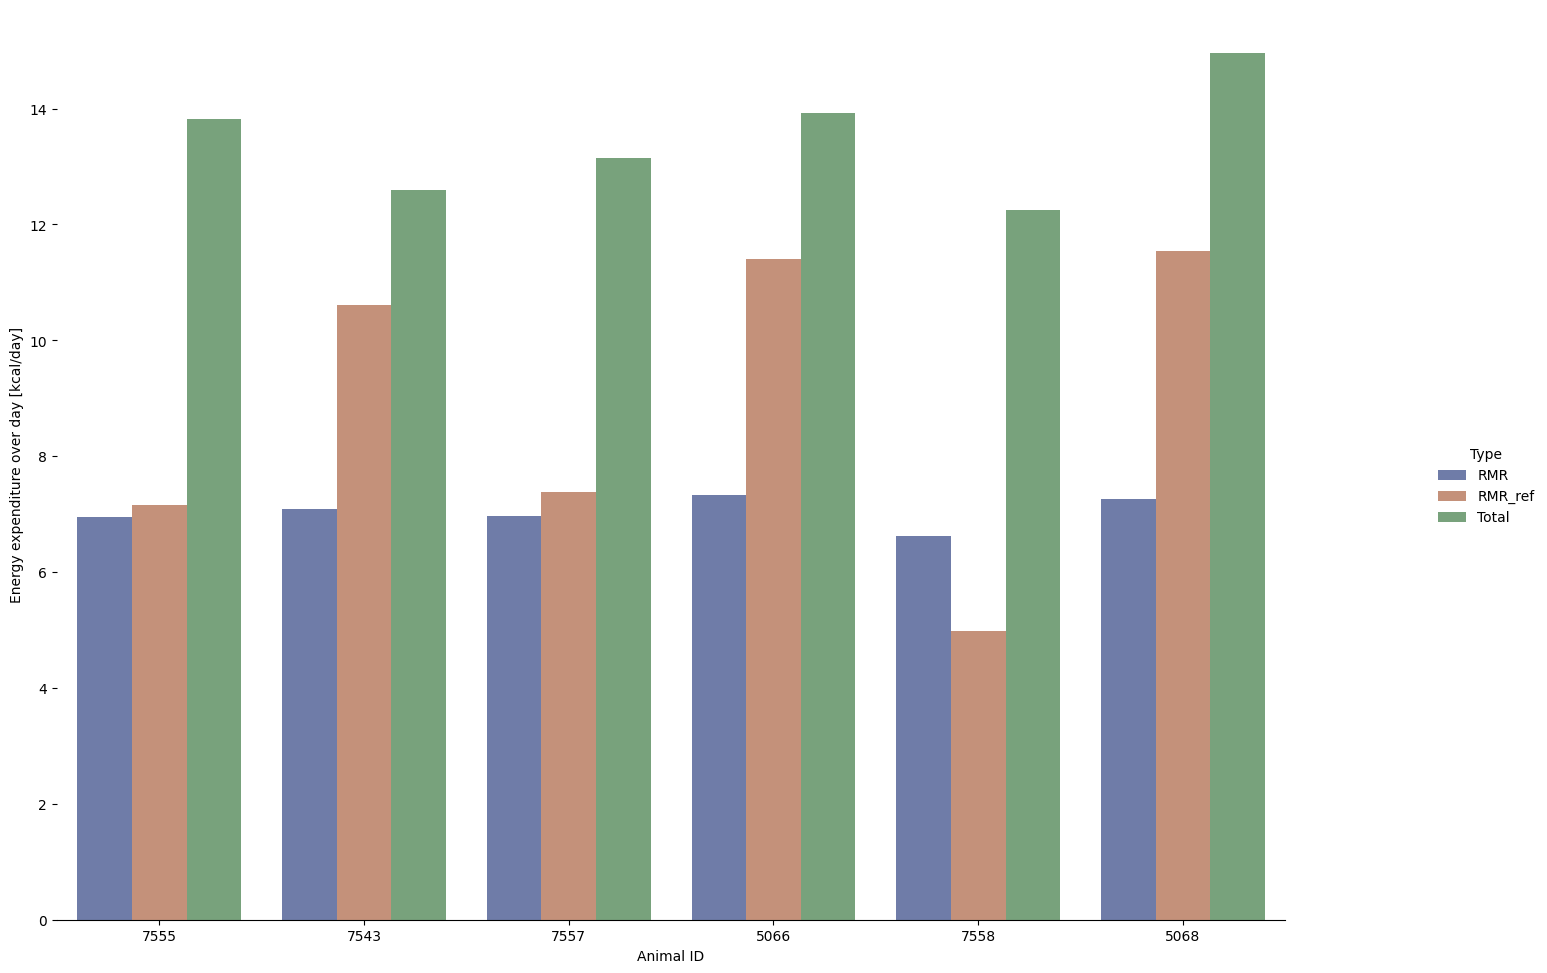 Energy expenditure over day [kcal/day]
14
12
10
8
6
4
2
0
7555 7543 7557 5066 7558 5068
Animal ID
Type
RMR
RMR_ref
Total